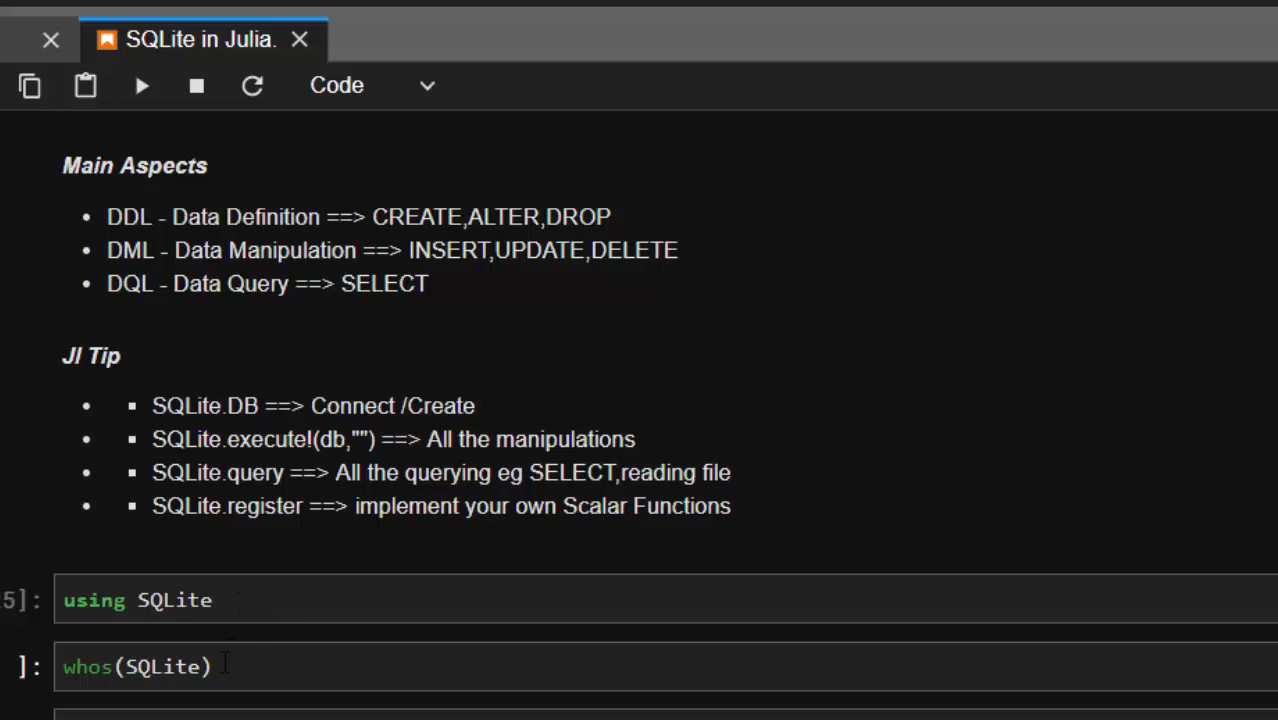 SQLite in Julia.
Code
Main Aspects
DDL - Data Definition ==> CREATE,ALTER,DROP
DML - Data Manipulation ==> INSERT,UPDATE,DELETE
DQL - Data Query ==> SELECT
Jl Tip
SQLite.DB ==> Connect /Create
SQLite.execute!(db,"") ==> All the manipulations
SQLite.query ==> All the querying eg SELECT,reading file
SQLite.register ==> implement your own Scalar Functions
5]: using SQLite
]: whos(SQLite)